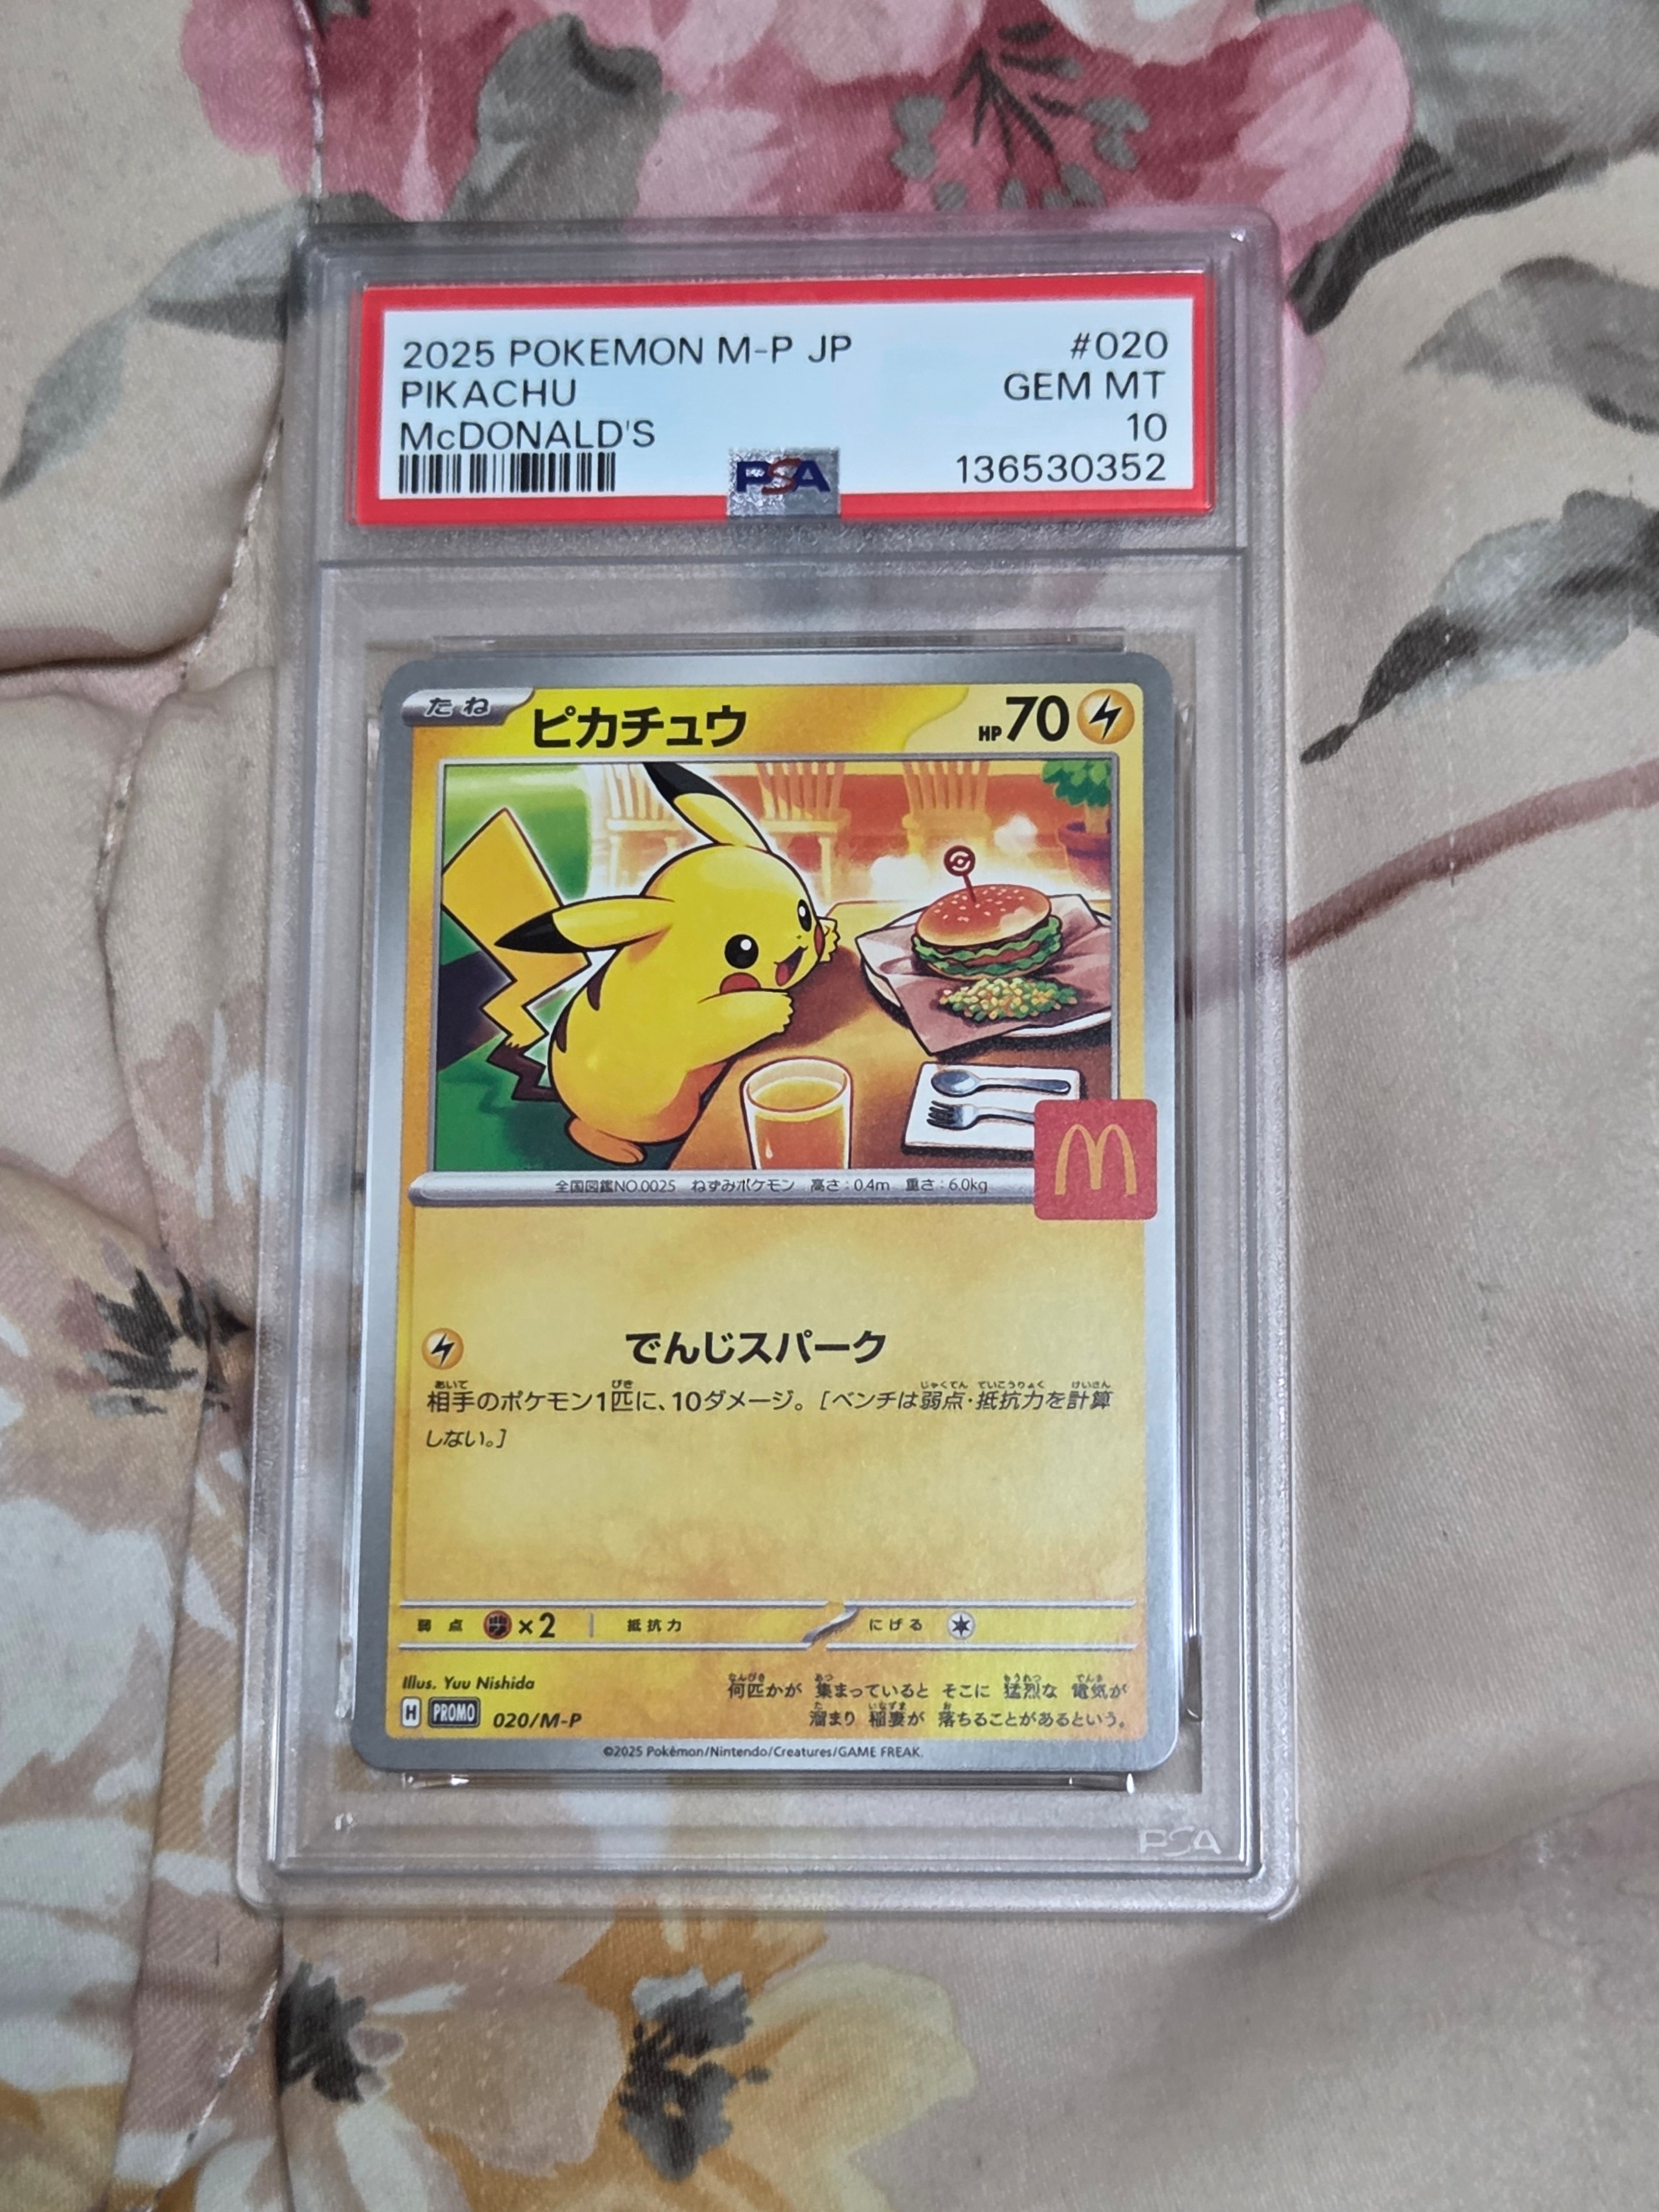 2025 POKEMON M-P JP #020
PIKACHU GEM MT
McDONALD'S 10
PSA 136530352
たね ピカチュウ HP70
M
全国図鑑NO.0025 ねずみポケモン 高さ:0.4m 重さ:6.0kg
でんじスパーク
相手のポケモン1匹に、10ダメージ。[ベンチは弱点・抵抗力を計算
しない。]
弱点 ×2 抵抗力 にげる
Illus. Yuu Nishida
H PROMO 020/M-P
何匹かが 集まっていると そこに 猛烈な 電気が
溜まり 稲妻が 落ちることがあるという。
©2025 Pokémon/Nintendo/Creatures/GAME FREAK.
PSA